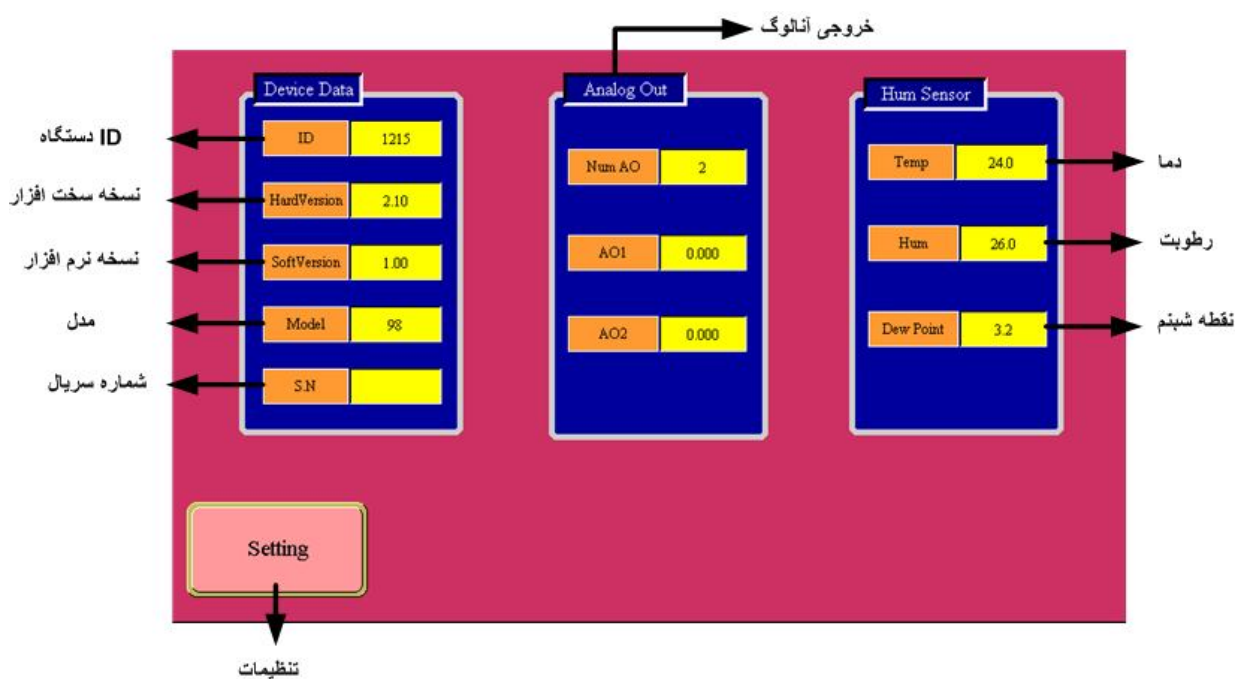 خروجی آنالوگ
Device Data
ID 1215
HardVersion 2.10
SoftVersion 1.00
Model 98
S.N
Analog Out
Num AO 2
AO1 0.000
AO2 0.000
Hum Sensor
Temp 24.0
Hum 26.0
Dew Point 3.2
ID دستگاه
نسخه سخت افزار
نسخه نرم افزار
مدل
شماره سریال
دما
رطوبت
نقطه شبنم
Setting
تنظیمات